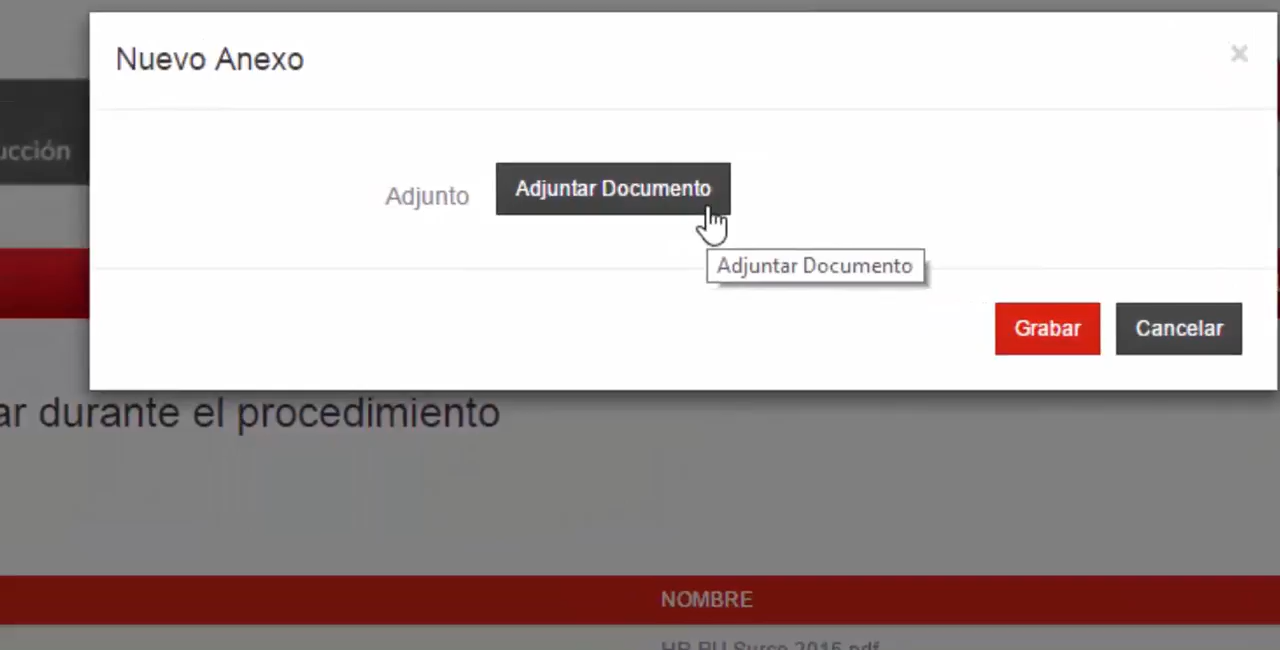 Nuevo Anexo
×
ucción
Adjunto
Adjuntar Documento
Adjuntar Documento
Grabar
Cancelar
ar durante el procedimiento
NOMBRE